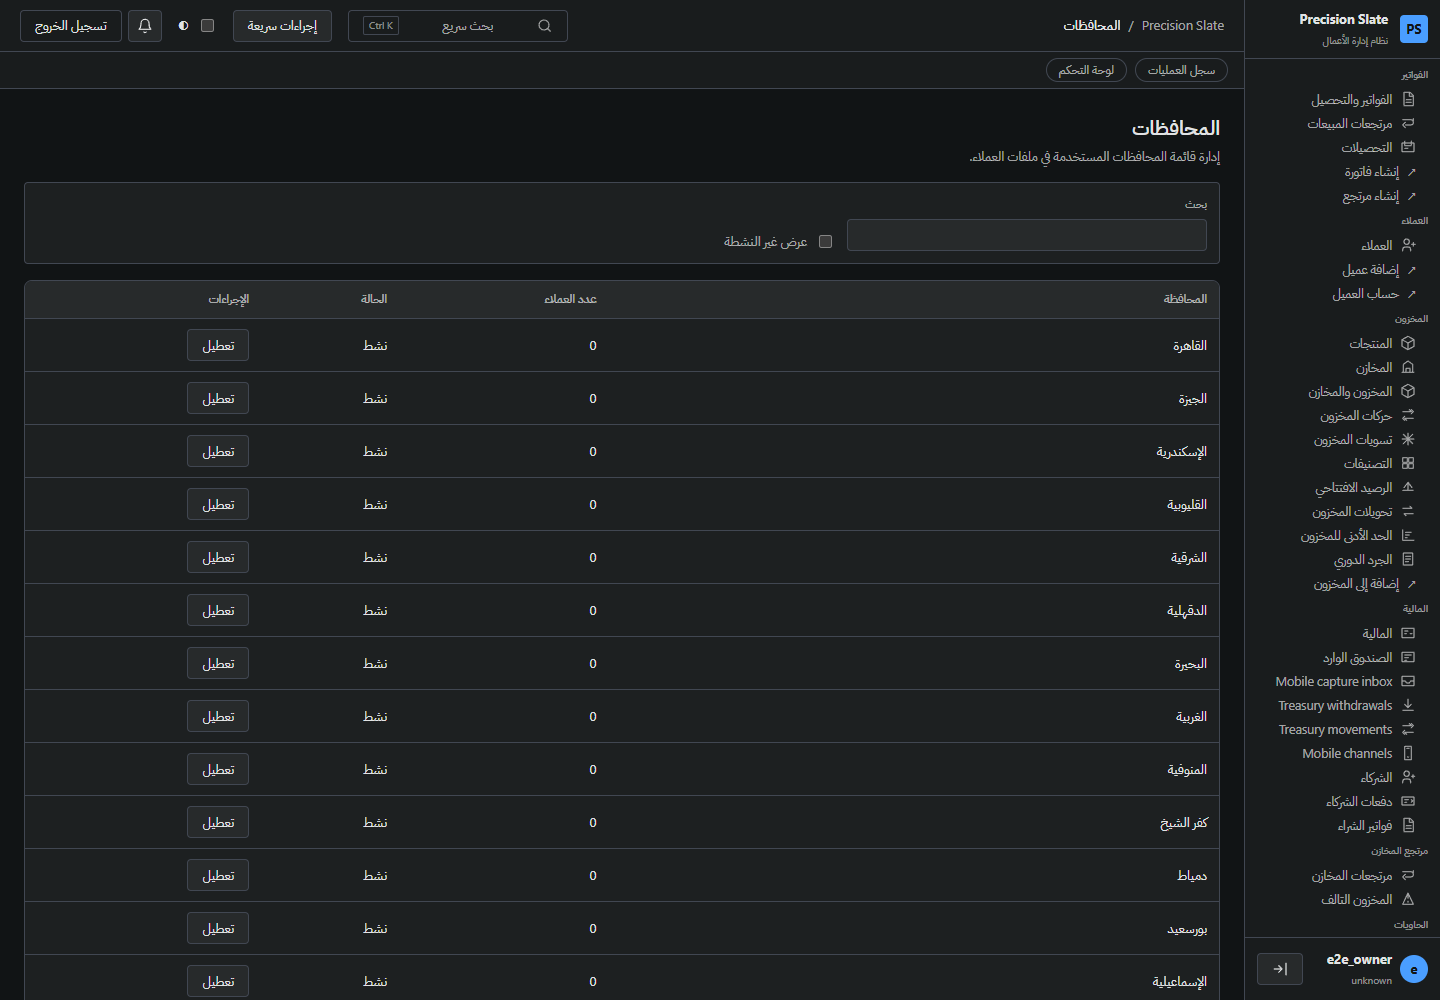 Precision Slate
نظام إدارة الأعمال
PS
الفواتير
الفواتير والتحصيل
مرتجعات المبيعات
التحصيلات
إنشاء فاتورة
إنشاء مرتجع
العملاء
العملاء
إضافة عميل
حساب العميل
المخزون
المنتجات
المخازن
المخزون والمخازن
حركات المخزون
تسويات المخزون
التصنيفات
الرصيد الافتتاحي
تحويلات المخزون
الحد الأدنى للمخزون
الجرد الدوري
إضافة إلى المخزون
المالية
المالية
الصندوق الوارد
Mobile capture inbox
Treasury withdrawals
Treasury movements
Mobile channels
الشركاء
دفعات الشركاء
فواتير الشراء
مرتجع المخازن
مرتجعات المخازن
المخزون التالف
الحاويات
e2e_owner
unknown
e
Precision Slate / المحافظات
بحث سريع Ctrl K
إجراءات سريعة
تسجيل الخروج
سجل العمليات
لوحة التحكم
المحافظات
إدارة قائمة المحافظات المستخدمة في ملفات العملاء.
بحث
عرض غير النشطة
المحافظة عدد العملاء الحالة الإجراءات
القاهرة 0 نشط تعطيل
الجيزة 0 نشط تعطيل
الإسكندرية 0 نشط تعطيل
القليوبية 0 نشط تعطيل
الشرقية 0 نشط تعطيل
الدقهلية 0 نشط تعطيل
البحيرة 0 نشط تعطيل
الغربية 0 نشط تعطيل
المنوفية 0 نشط تعطيل
كفر الشيخ 0 نشط تعطيل
دمياط 0 نشط تعطيل
بورسعيد 0 نشط تعطيل
الإسماعيلية 0 نشط تعطيل